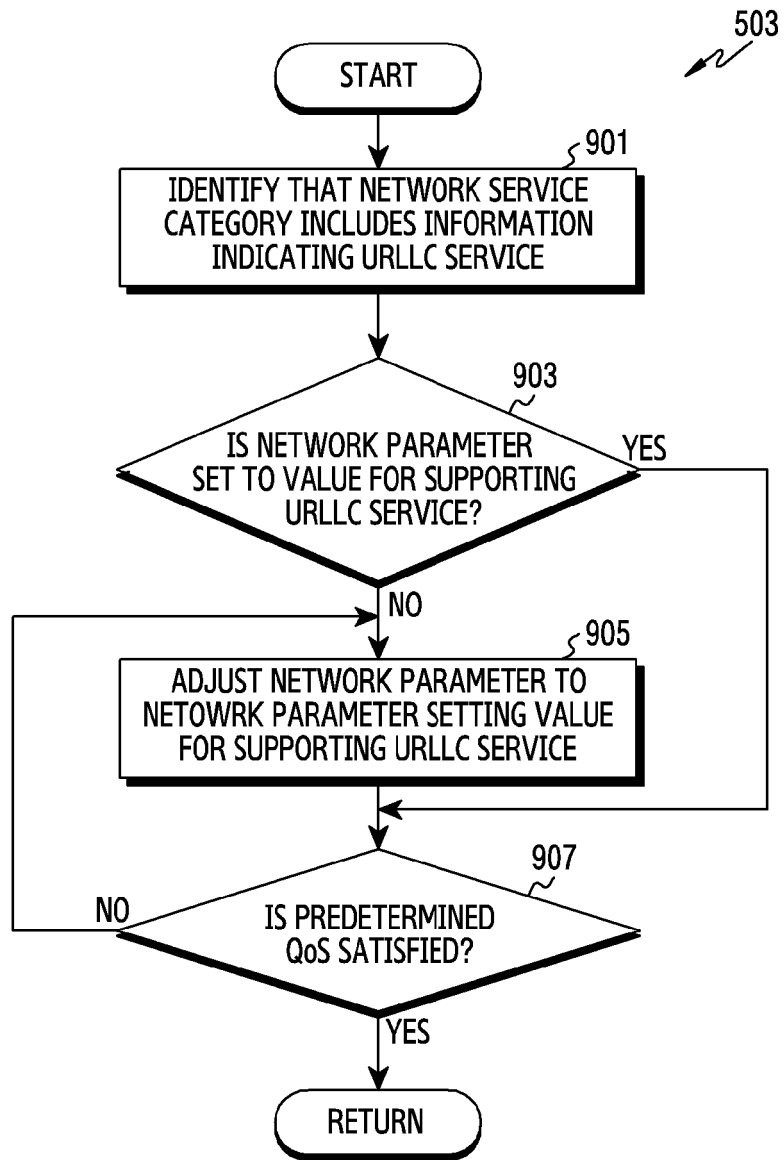 503
START
901
IDENTIFY THAT NETWORK SERVICE
CATEGORY INCLUDES INFORMATION
INDICATING URLLC SERVICE
903
IS NETWORK PARAMETER
SET TO VALUE FOR SUPPORTING
URLLC SERVICE?
YES
NO
905
ADJUST NETWORK PARAMETER TO
NETOWRK PARAMETER SETTING VALUE
FOR SUPPORTING URLLC SERVICE
907
IS PREDETERMINED
QoS SATISFIED?
NO
YES
RETURN